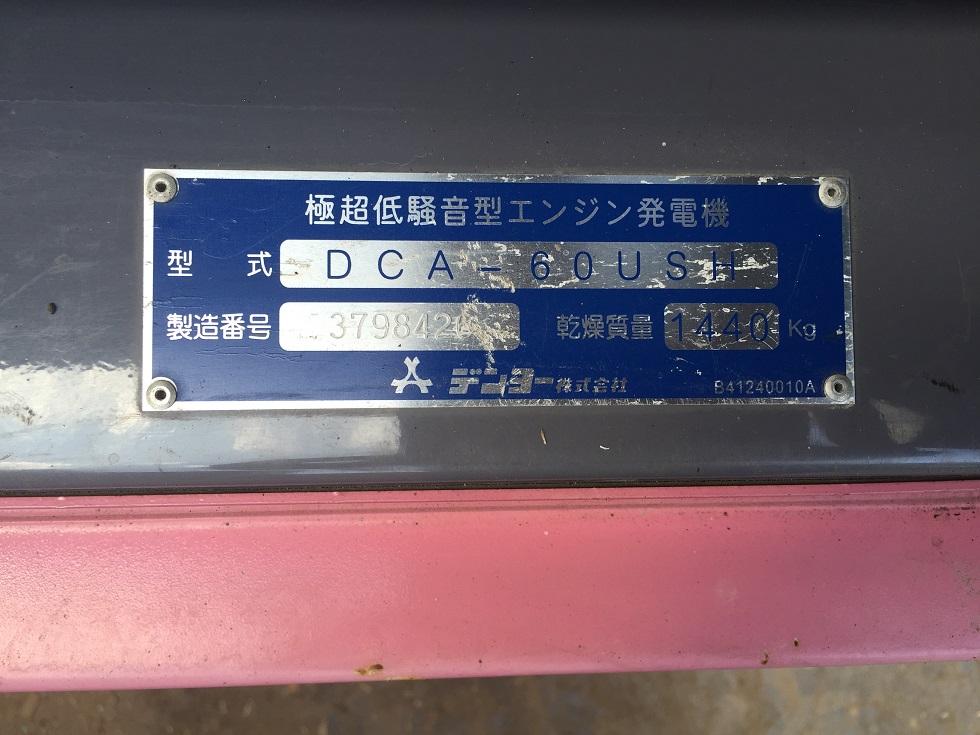 極超低騒音型エンジン発電機
型式 DCA-60USH
製造番号
乾燥質量 1440 Kg
デンヨー株式会社
B41240010A